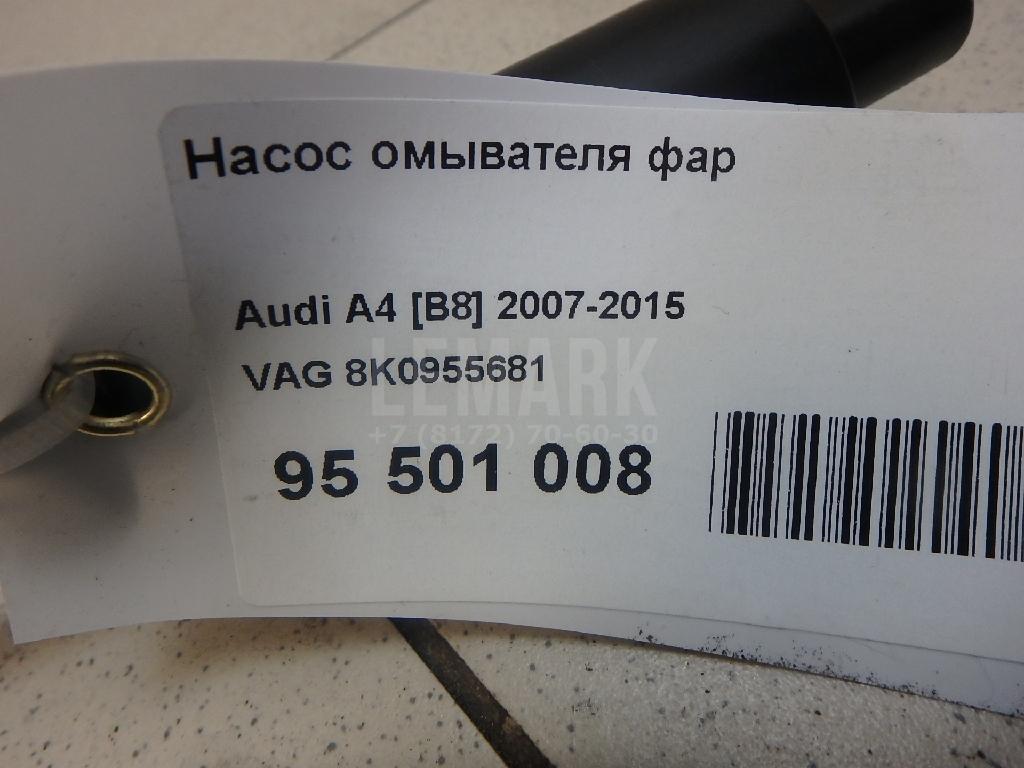 Насос омывателя фар
Audi A4 [B8] 2007-2015
VAG 8K0955681
LEMARK
+7 (8172) 70-60-30
95 501 008